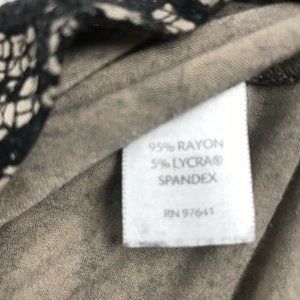 95% RAYON
5% LYCRA®
SPANDEX
RN 97641